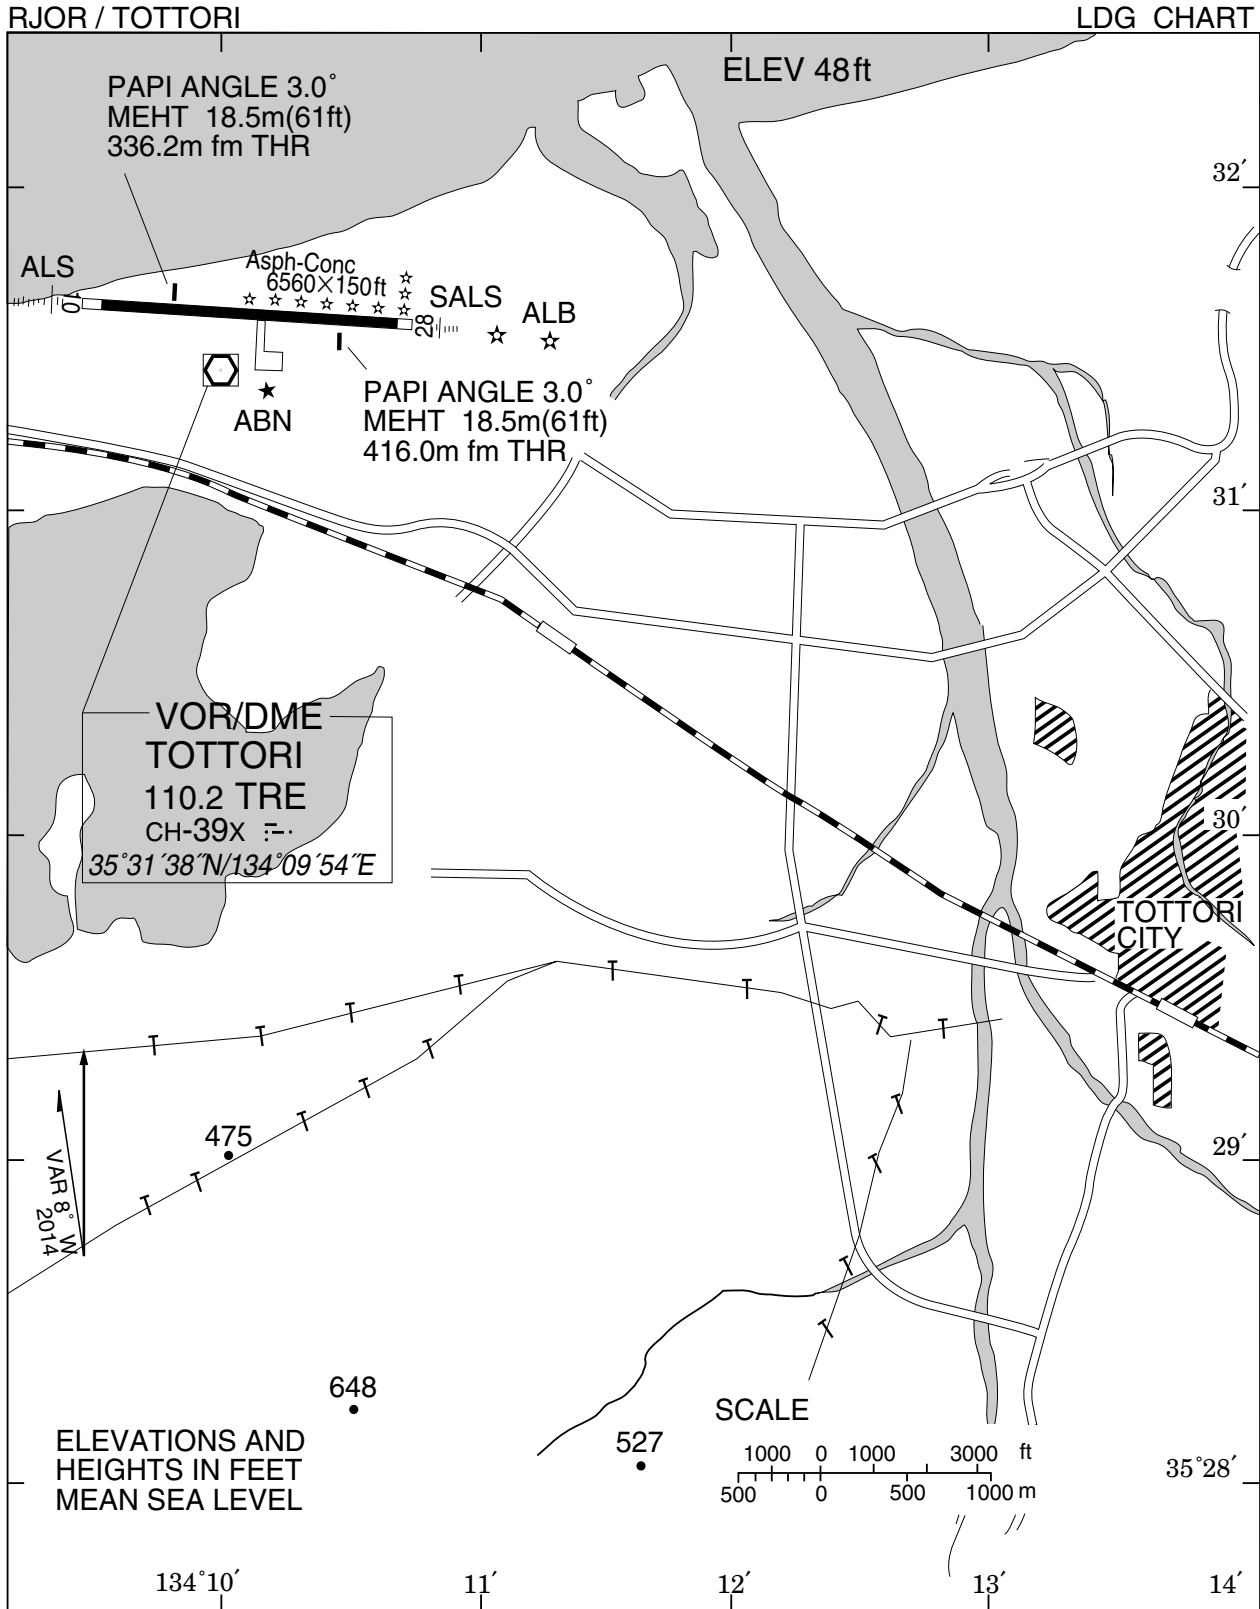 RJOR / TOTTORI
LDG CHART
ELEV 48ft
PAPI ANGLE 3.0°
MEHT 18.5m(61ft)
336.2m fm THR
32′
ALS
Asph-Conc
6560×150ft
10
28
SALS
ALB
ABN
PAPI ANGLE 3.0°
MEHT 18.5m(61ft)
416.0m fm THR
31′
VOR/DME
TOTTORI
110.2 TRE
CH-39X
35°31′38″N/134°09′54″E
30′
TOTTORI
CITY
29′
475
VAR 8° W
2014
648
527
ELEVATIONS AND
HEIGHTS IN FEET
MEAN SEA LEVEL
SCALE
1000 0 1000 3000 ft
500 0 500 1000 m
35°28′
134°10′ 11′ 12′ 13′ 14′